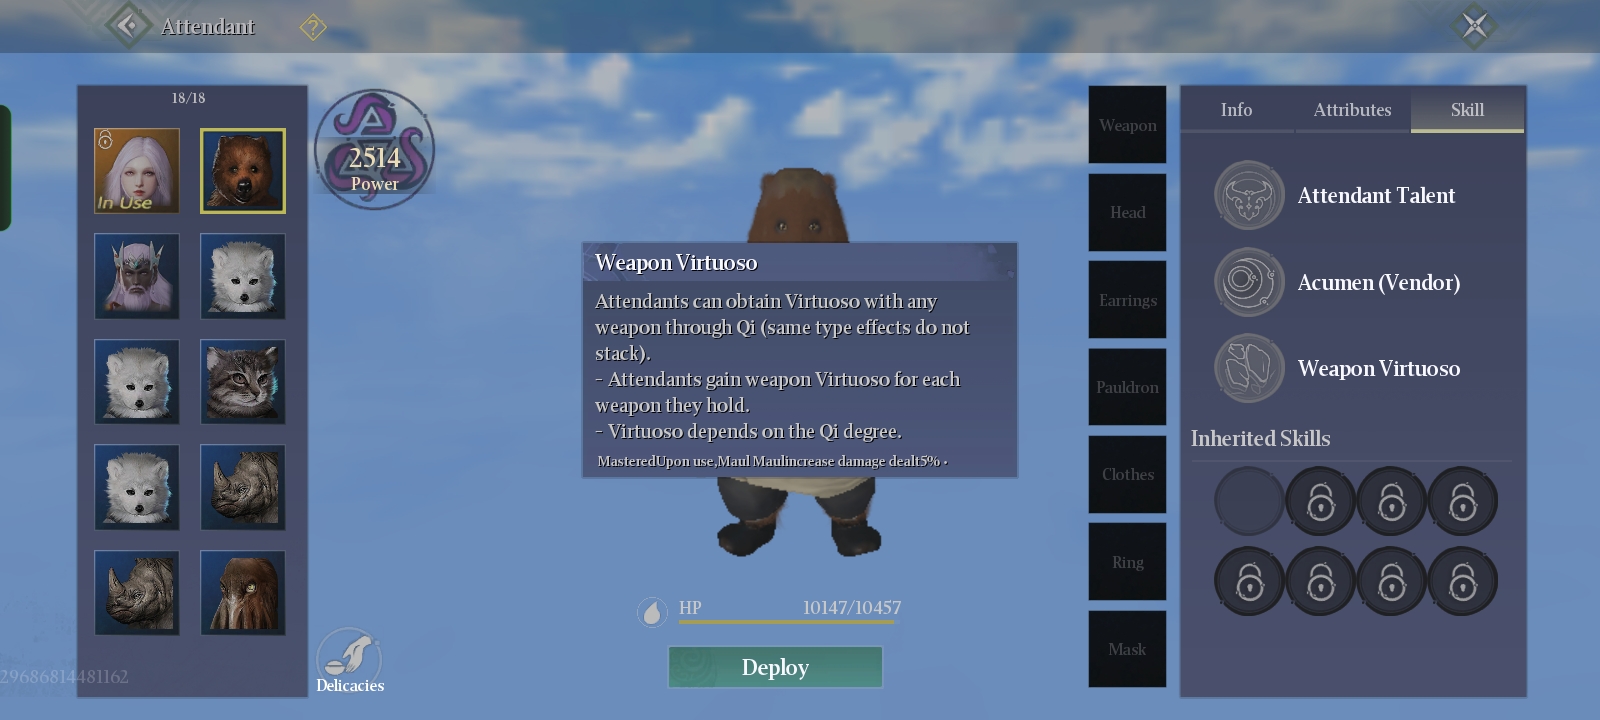 Attendant
?
18/18
In Use
2514
Power
Weapon Virtuoso
Attendants can obtain Virtuoso with any
weapon through Qi (same type effects do not
stack).
- Attendants gain weapon Virtuoso for each
weapon they hold.
- Virtuoso depends on the Qi degree.
MasteredUpon use,Maul Maulincrease damage dealt5% ·
HP 10147/10457
Deploy
Delicacies
29686814481162
Weapon
Head
Earrings
Pauldron
Clothes
Ring
Mask
Info Attributes Skill
Attendant Talent
Acumen (Vendor)
Weapon Virtuoso
Inherited Skills